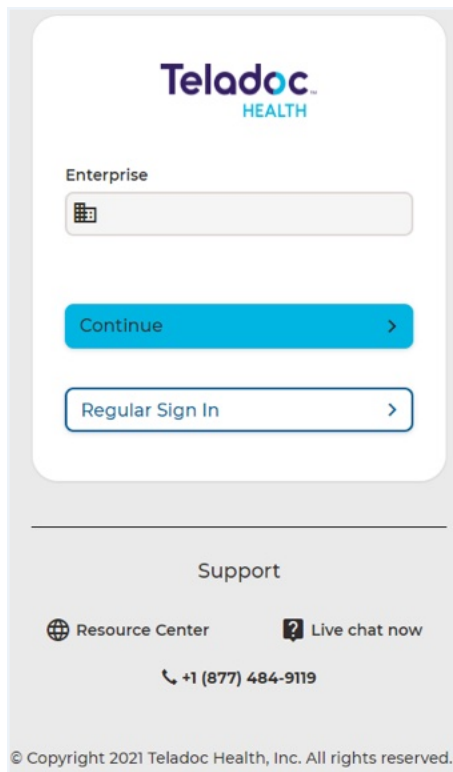 Teladoc™
HEALTH
Enterprise
Continue
Regular Sign In
Support
Resource Center
Live chat now
+1 (877) 484-9119
© Copyright 2021 Teladoc Health, Inc. All rights reserved.